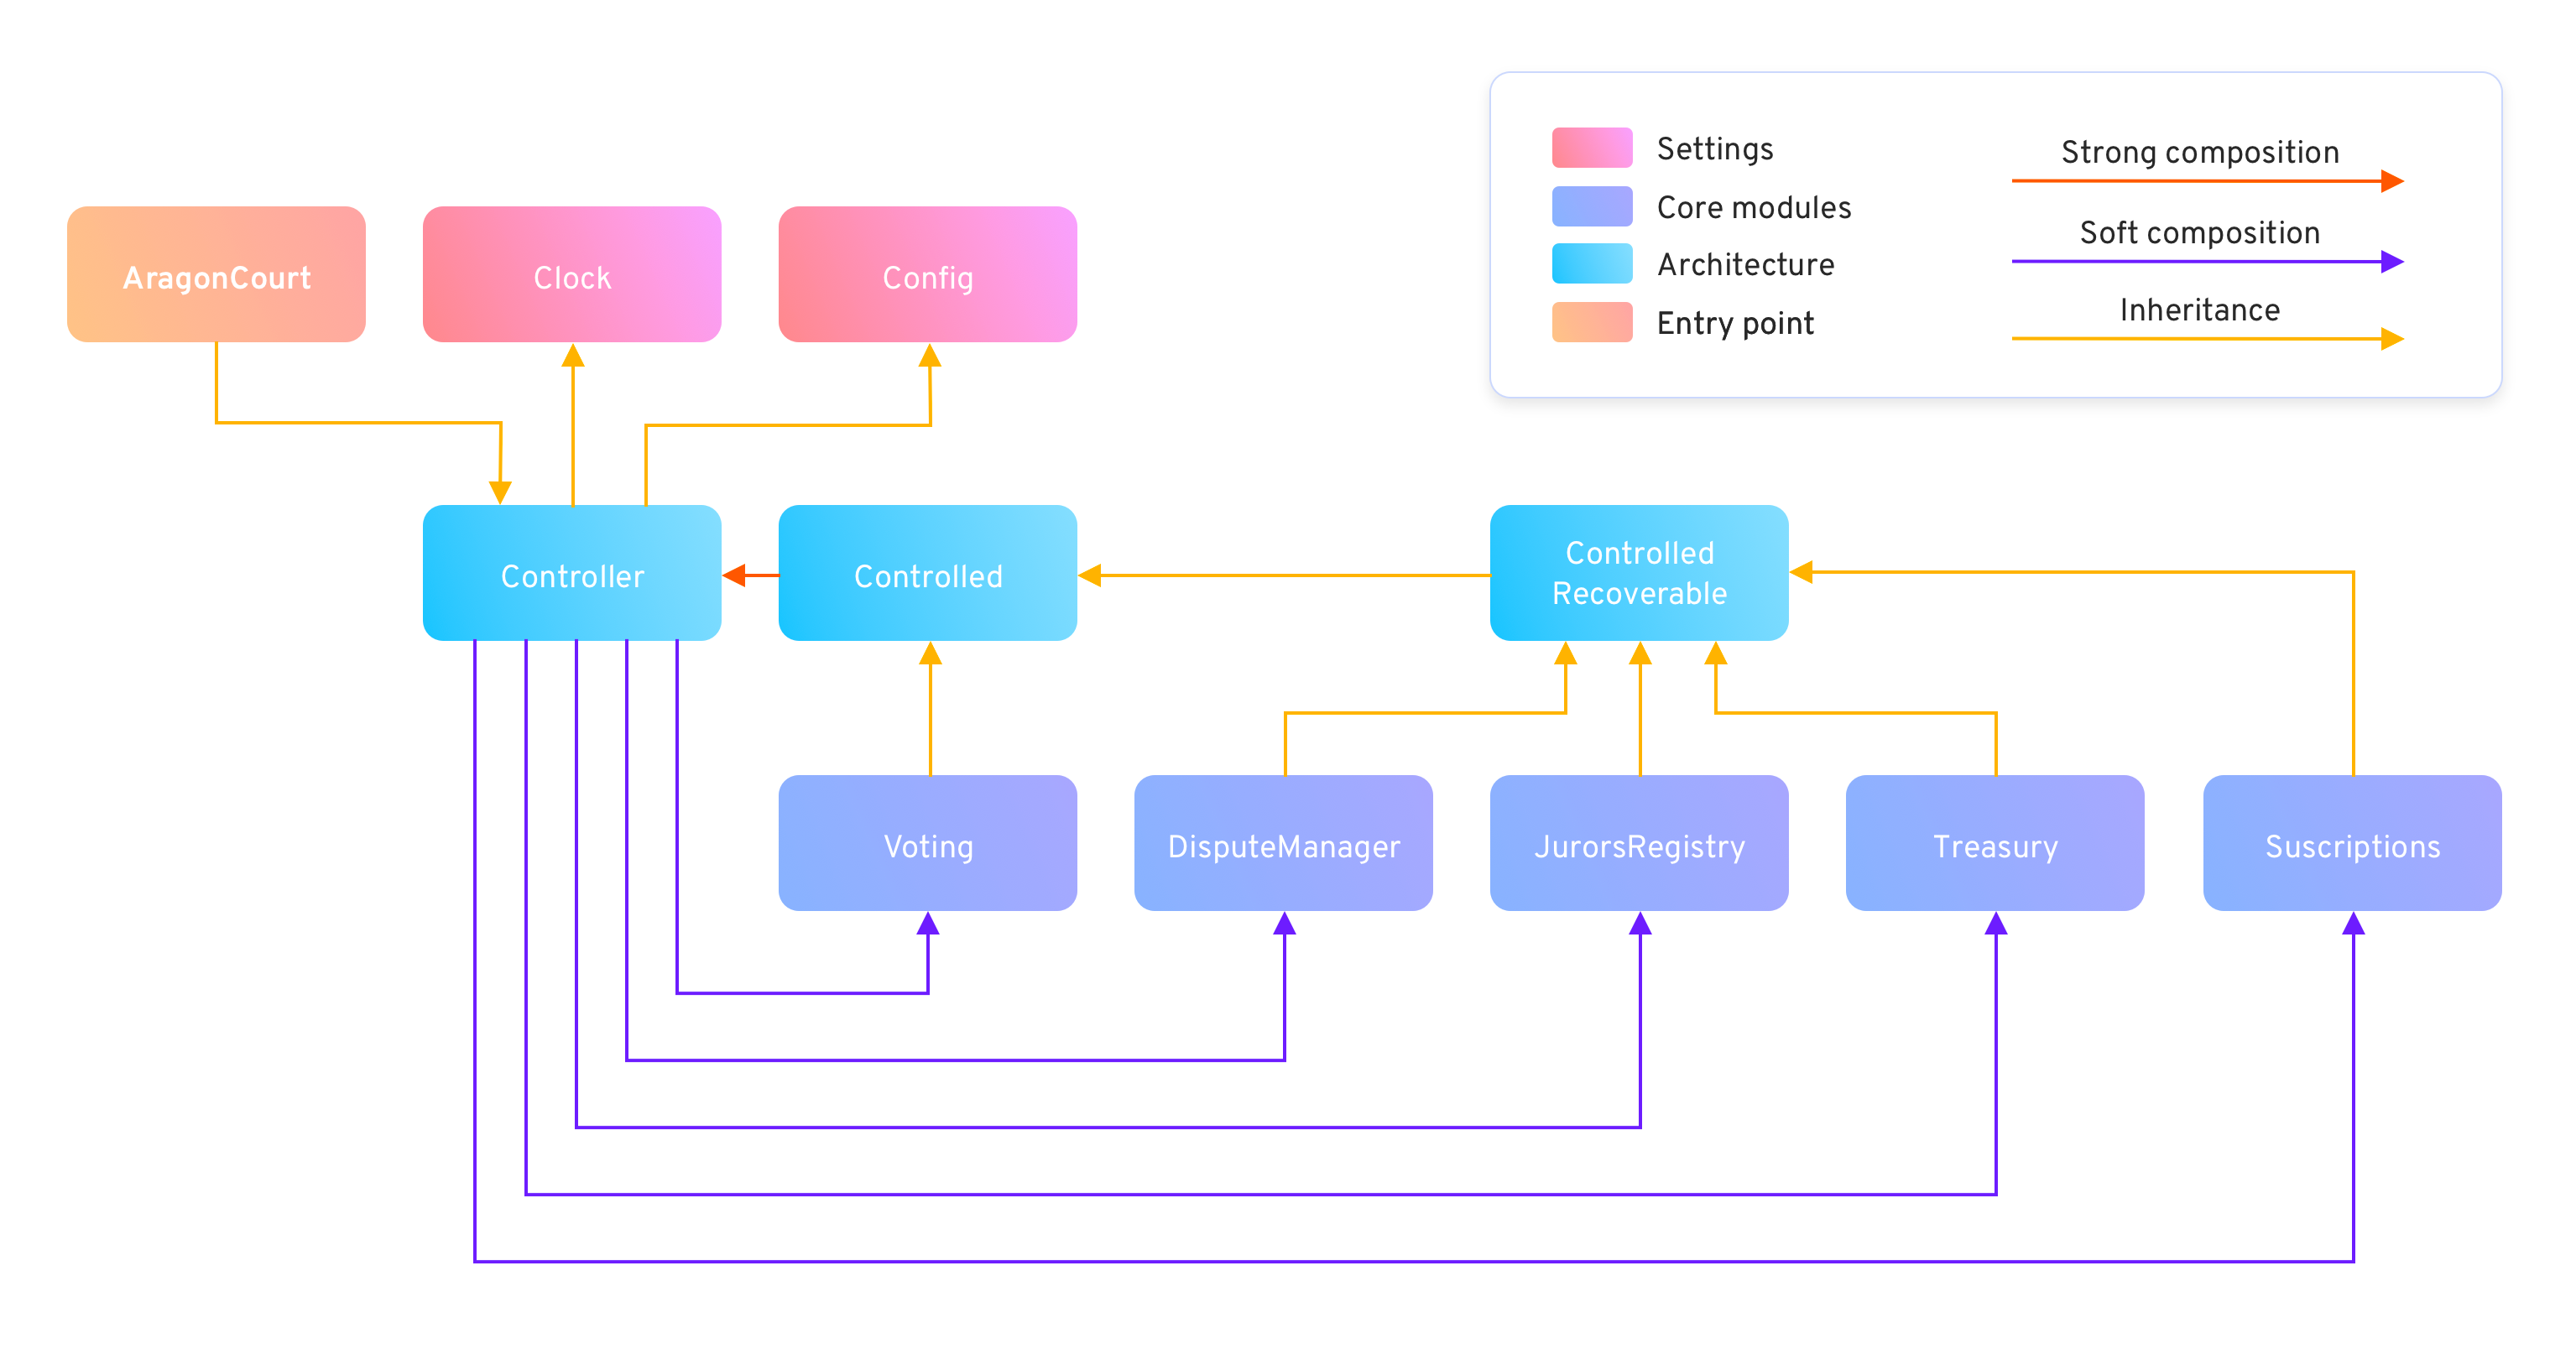 Settings
Core modules
Architecture
Entry point
Strong composition
Soft composition
Inheritance
AragonCourt
Clock
Config
Controller
Controlled
Controlled
Recoverable
Voting
DisputeManager
JurorsRegistry
Treasury
Suscriptions